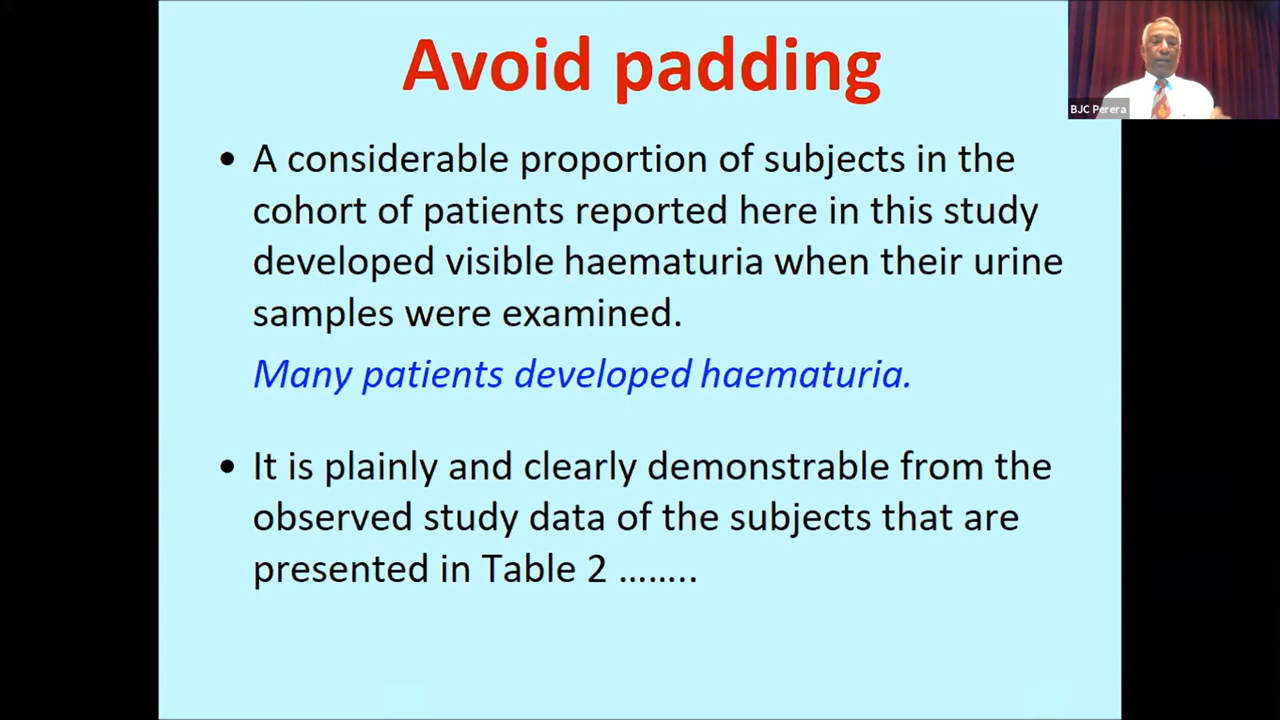 Avoid padding
BJC Perera
• A considerable proportion of subjects in the
cohort of patients reported here in this study
developed visible haematuria when their urine
samples were examined.
Many patients developed haematuria.
• It is plainly and clearly demonstrable from the
observed study data of the subjects that are
presented in Table 2 ........